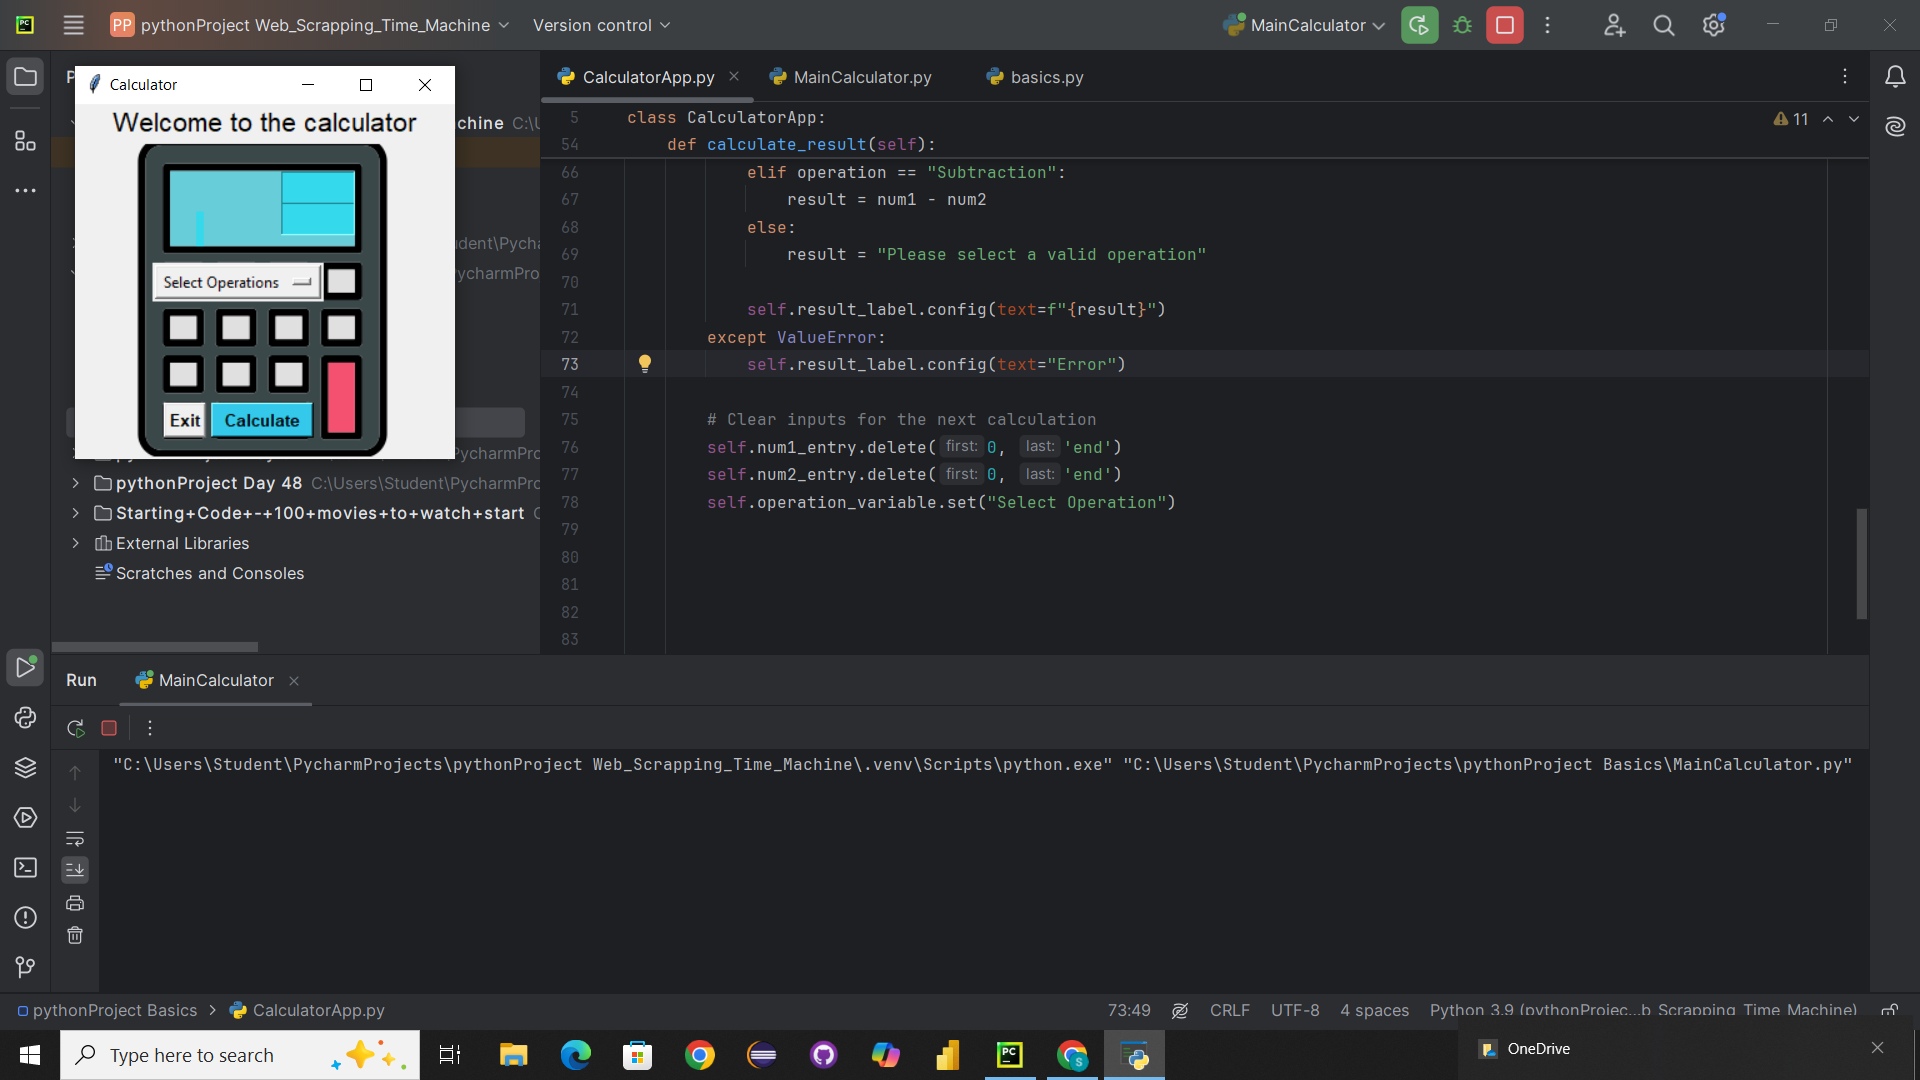 PP pythonProject Web_Scrapping_Time_Machine Version control MainCalculator
Calculator
Welcome to the calculator
Select Operations
Exit Calculate
chine C:\U
dent\Pycha
ycharmPro
ycharmPro
pythonProject Day 48 C:\Users\Student\PycharmPro
Starting+Code+-+100+movies+to+watch+start
External Libraries
Scratches and Consoles
CalculatorApp.py MainCalculator.py basics.py
11
5 class CalculatorApp:
54 def calculate_result(self):
66 elif operation == "Subtraction":
67 result = num1 - num2
68 else:
69 result = "Please select a valid operation"
70
71 self.result_label.config(text=f"{result}")
72 except ValueError:
73 self.result_label.config(text="Error")
74
75 # Clear inputs for the next calculation
76 self.num1_entry.delete( first: 0, last: 'end')
77 self.num2_entry.delete( first: 0, last: 'end')
78 self.operation_variable.set("Select Operation")
79
80
81
82
83
Run MainCalculator
"C:\Users\Student\PycharmProjects\pythonProject Web_Scrapping_Time_Machine\.venv\Scripts\python.exe" "C:\Users\Student\PycharmProjects\pythonProject Basics\MainCalculator.py"
pythonProject Basics > CalculatorApp.py
73:49 CRLF UTF-8 4 spaces Python 3.9 (pythonProjec...b_Scrapping_Time_Machine)
Type here to search
OneDrive